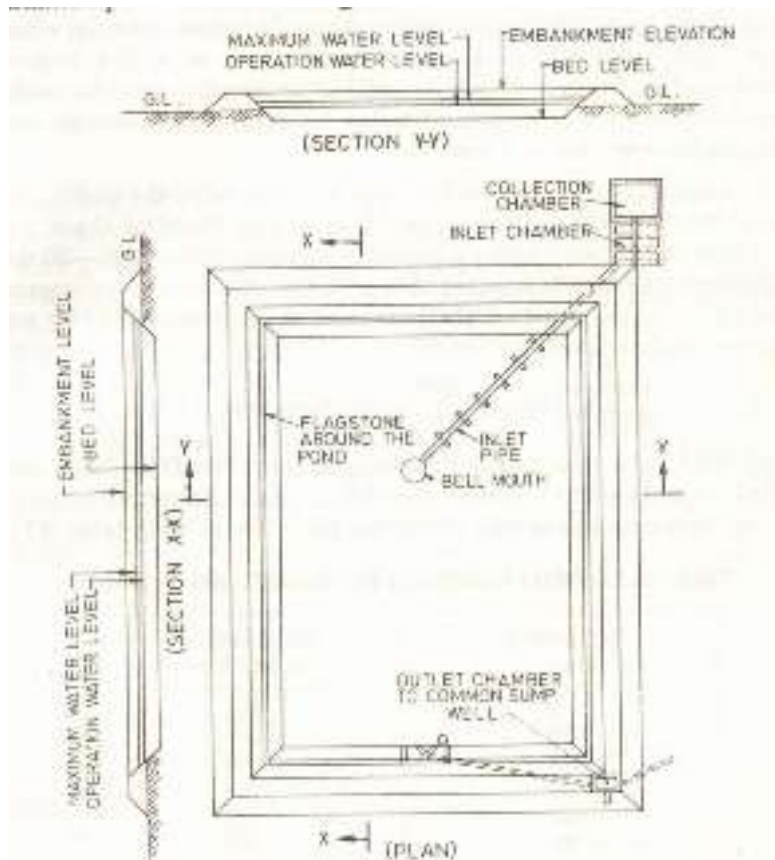 MAXIMUM WATER LEVEL
OPERATION WATER LEVEL
EMBANKMENT ELEVATION
BED LEVEL
G.L.
G.L.
(SECTION Y-Y)
COLLECTION
CHAMBER
INLET CHAMBER
X
G.L
EMBANKMENT LEVEL
BED LEVEL
FLAGSTONE
AROUND THE
POND
INLET
PIPE
BELL MOUTH
Y
Y
(SECTION X-X)
MAXIMUM WATER LEVEL
OPERATION WATER LEVEL
OUTLET CHAMBER
TO COMMON SUMP
WELL
X
(PLAN)